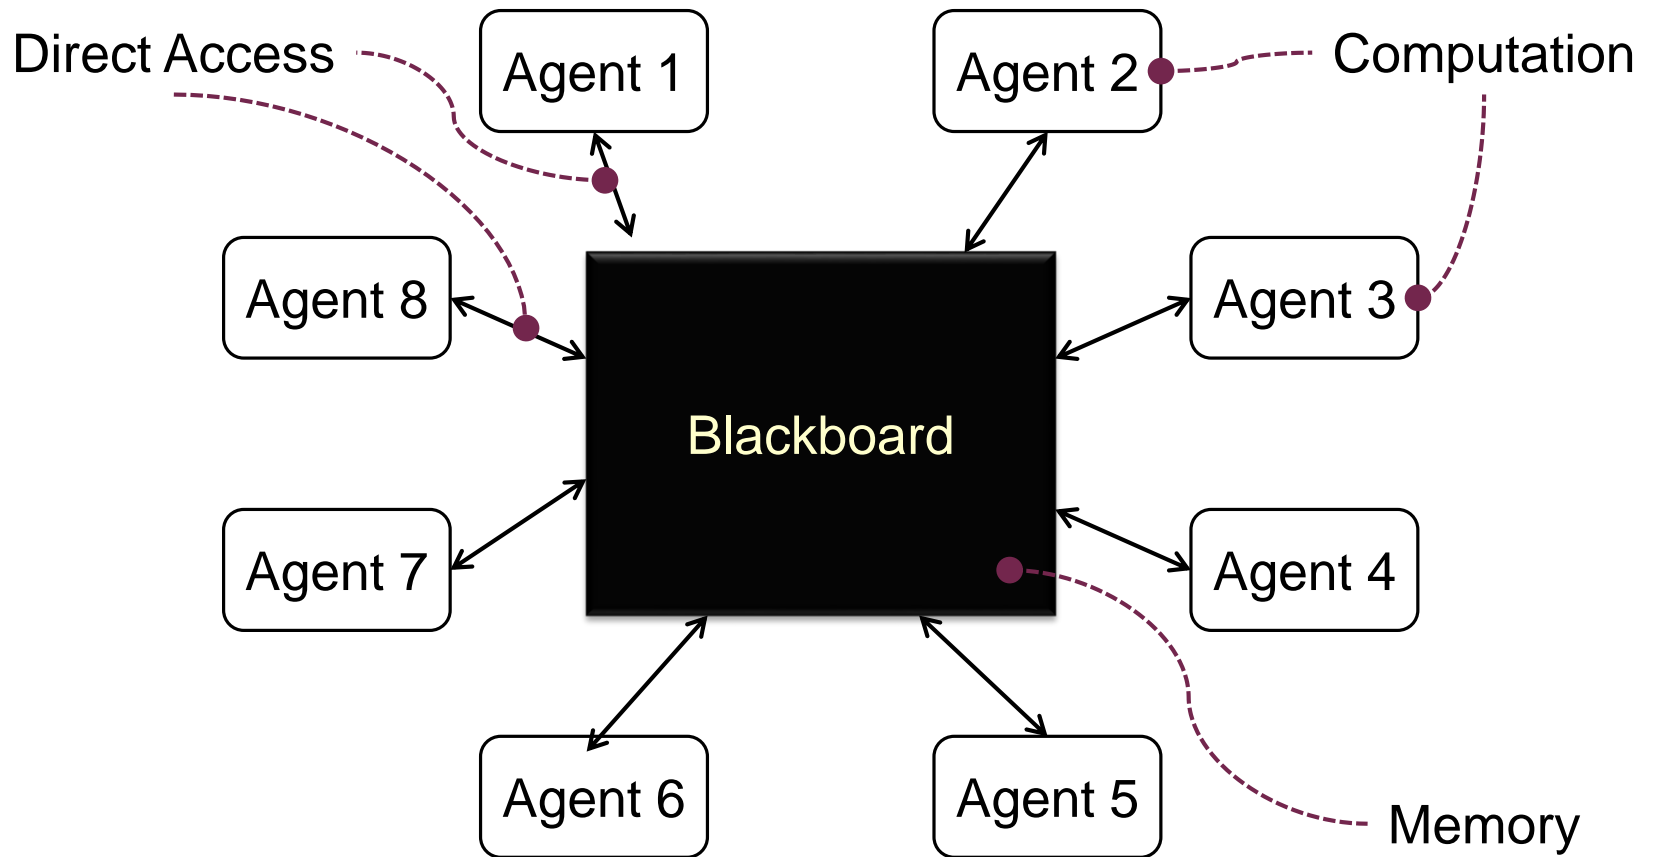 Direct Access
Agent 1
Agent 2
Computation
Agent 8
Agent 3
Blackboard
Agent 7
Agent 4
Agent 6
Agent 5
Memory